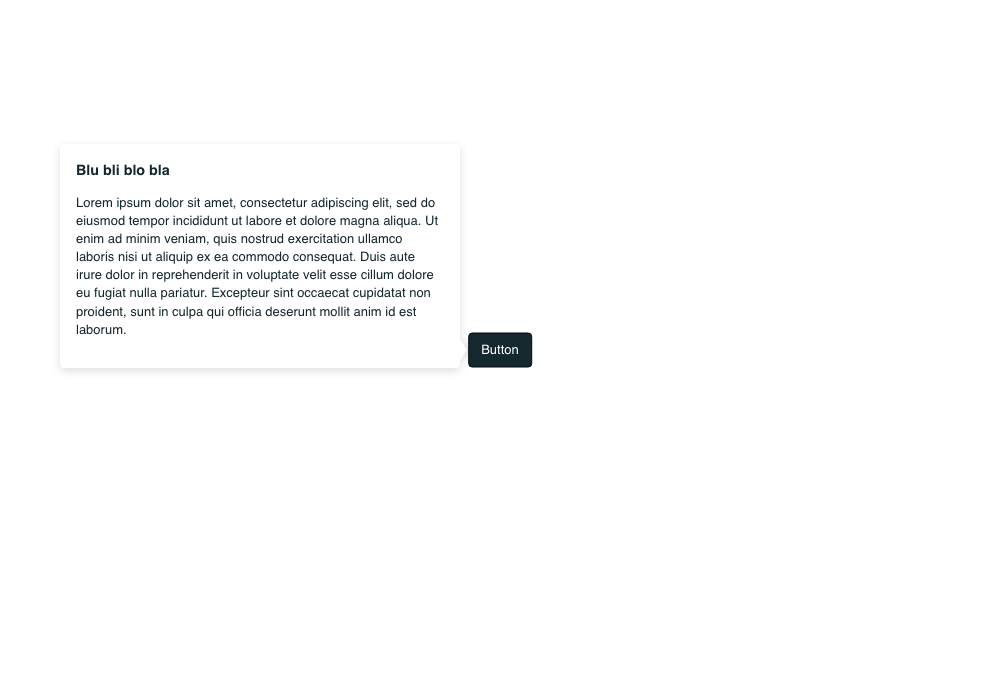 Blu bli blo bla
Lorem ipsum dolor sit amet, consectetur adipiscing elit, sed do
eiusmod tempor incididunt ut labore et dolore magna aliqua. Ut
enim ad minim veniam, quis nostrud exercitation ullamco
laboris nisi ut aliquip ex ea commodo consequat. Duis aute
irure dolor in reprehenderit in voluptate velit esse cillum dolore
eu fugiat nulla pariatur. Excepteur sint occaecat cupidatat non
proident, sunt in culpa qui officia deserunt mollit anim id est
laborum.
Button